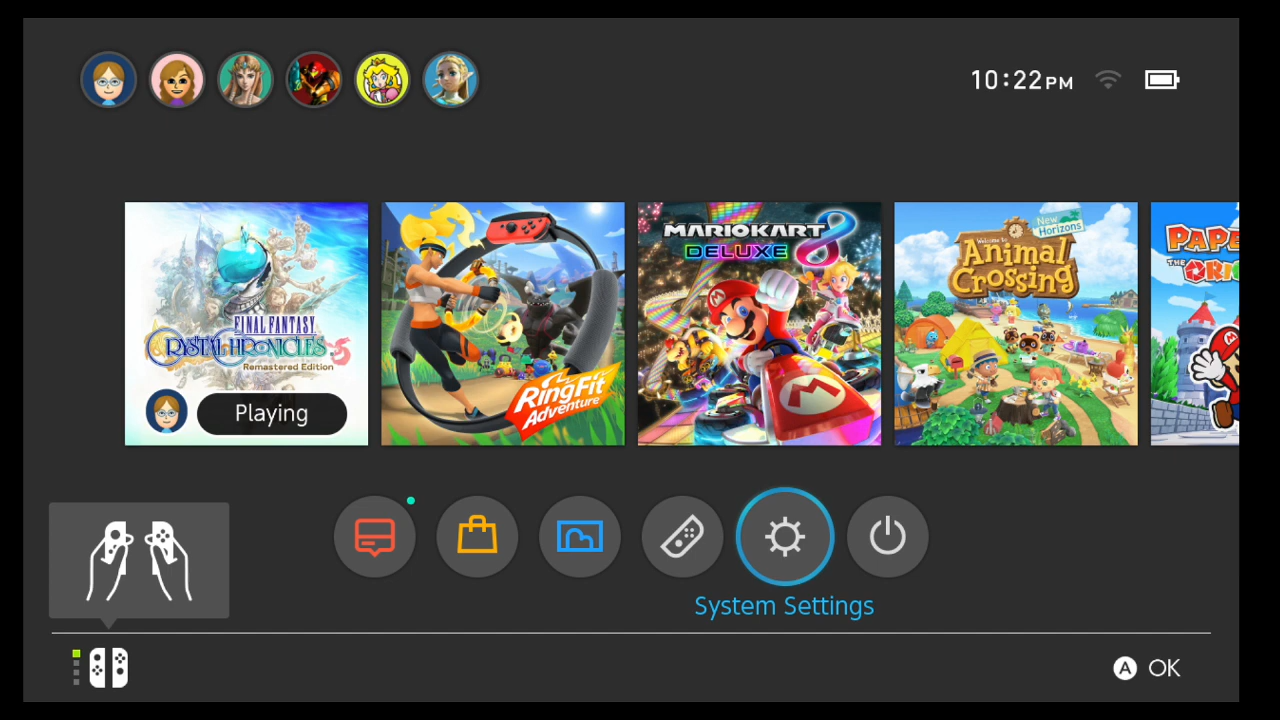 10:22PM
FINAL FANTASY
CRYSTAL CHRONICLES
Remastered Edition
Playing
RingFit
Adventure
MARIOKART 8
DELUXE
Welcome to
New
Horizons
Animal
Crossing
PAPE
THE ORI
M
M
System Settings
A OK